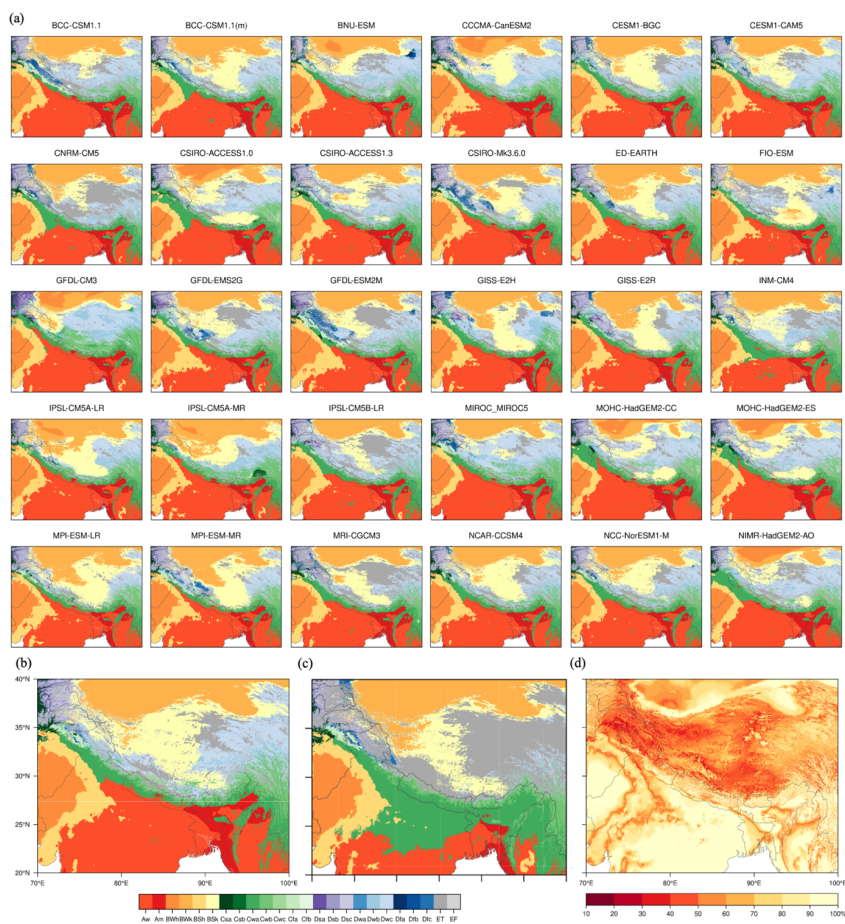 (a)
BCC-CSM1.1 BCC-CSM1.1(m) BNU-ESM CCCMA-CanESM2 CESM1-BGC CESM1-CAM5
CNRM-CM5 CSIRO-ACCESS1.0 CSIRO-ACCESS1.3 CSIRO-Mk3.6.0 ED-EARTH FIO-ESM
GFDL-CM3 GFDL-EMS2G GFDL-ESM2M GISS-E2H GISS-E2R INM-CM4
IPSL-CM5A-LR IPSL-CM5A-MR IPSL-CM5B-LR MIROC_MIROC5 MOHC-HadGEM2-CC MOHC-HadGEM2-ES
MPI-ESM-LR MPI-ESM-MR MRI-CGCM3 NCAR-CCSM4 NCC-NorESM1-M NIMR-HadGEM2-AO
(b) (c) (d)
40°N 40°N
35°N 35°N
30°N 30°N
25°N 25°N
20°N 20°N
70°E 80°E 90°E 100°E 70°E 80°E 90°E 100°E
Aw Am BWh BWk BSh BSk Csa Csb Cwa Cwb Cwc Cfa Cfb Dsa Dsb Dsc Dwa Dwb Dwc Dfa Dfb Dfc ET EF
10 20 30 40 50 60 70 80 90 100%